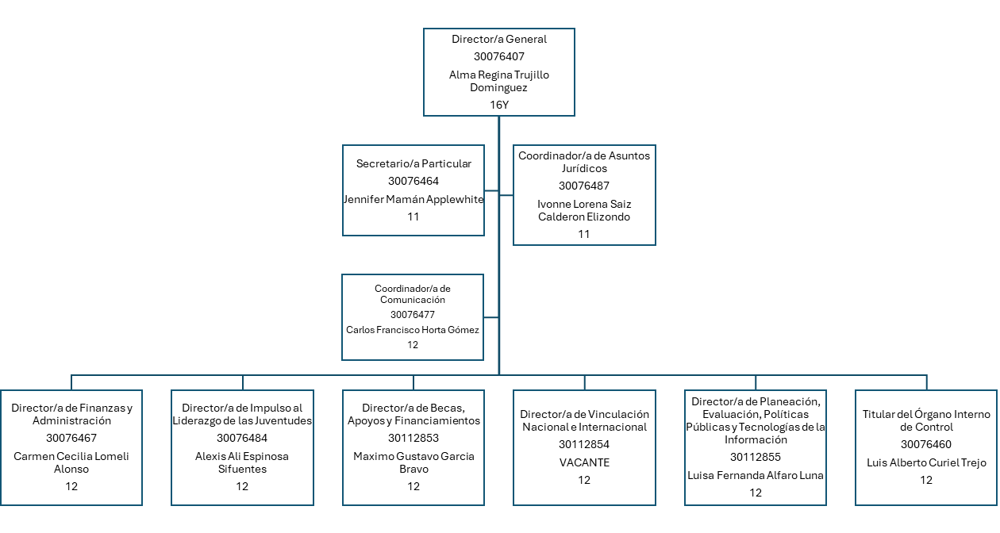 Director/a General
30076407
Alma Regina Trujillo
Dominguez
16Y
Secretario/a Particular
30076464
Jennifer Mamán Applewhite
11
Coordinador/a de Asuntos
Jurídicos
30076487
Ivonne Lorena Saiz
Calderon Elizondo
11
Coordinador/a de
Comunicación
30076477
Carlos Francisco Horta Gómez
12
Director/a de Finanzas y
Administración
30076467
Carmen Cecilia Lomeli
Alonso
12
Director/a de Impulso al
Liderazgo de las Juventudes
30076484
Alexis Ali Espinosa
Sifuentes
12
Director/a de Becas,
Apoyos y Financiamientos
30112853
Maximo Gustavo Garcia
Bravo
12
Director/a de Vinculación
Nacional e Internacional
30112854
VACANTE
12
Director/a de Planeación,
Evaluación, Políticas
Públicas y Tecnologías de la
Información
30112855
Luisa Fernanda Alfaro Luna
12
Titular del Órgano Interno
de Control
30076460
Luis Alberto Curiel Trejo
12